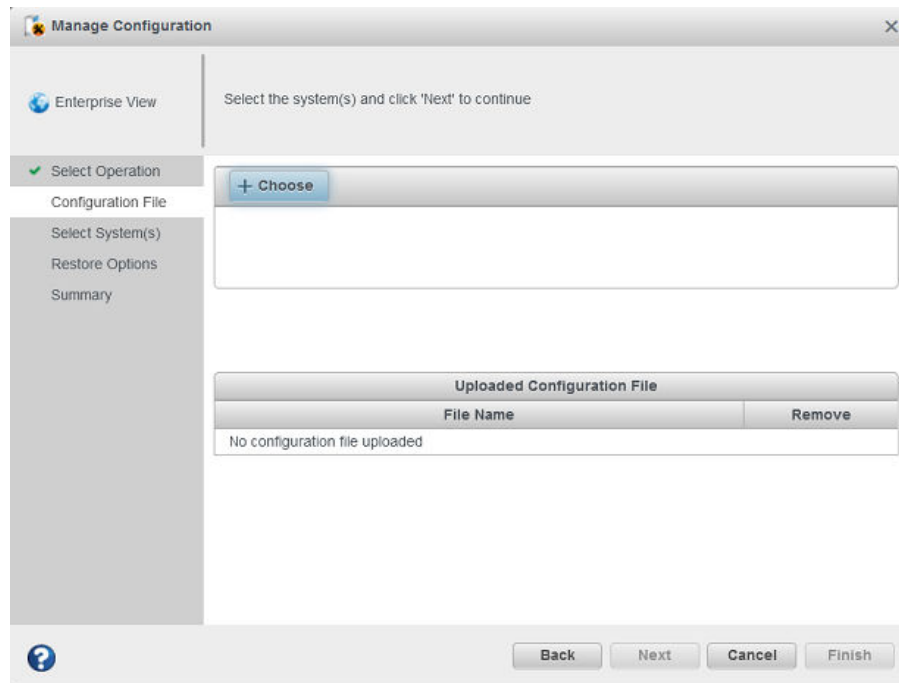 Manage Configuration
Enterprise View
Select the system(s) and click 'Next' to continue
Select Operation
Configuration File
Select System(s)
Restore Options
Summary
+ Choose
Uploaded Configuration File
File Name
Remove
No configuration file uploaded
? Back Next Cancel Finish